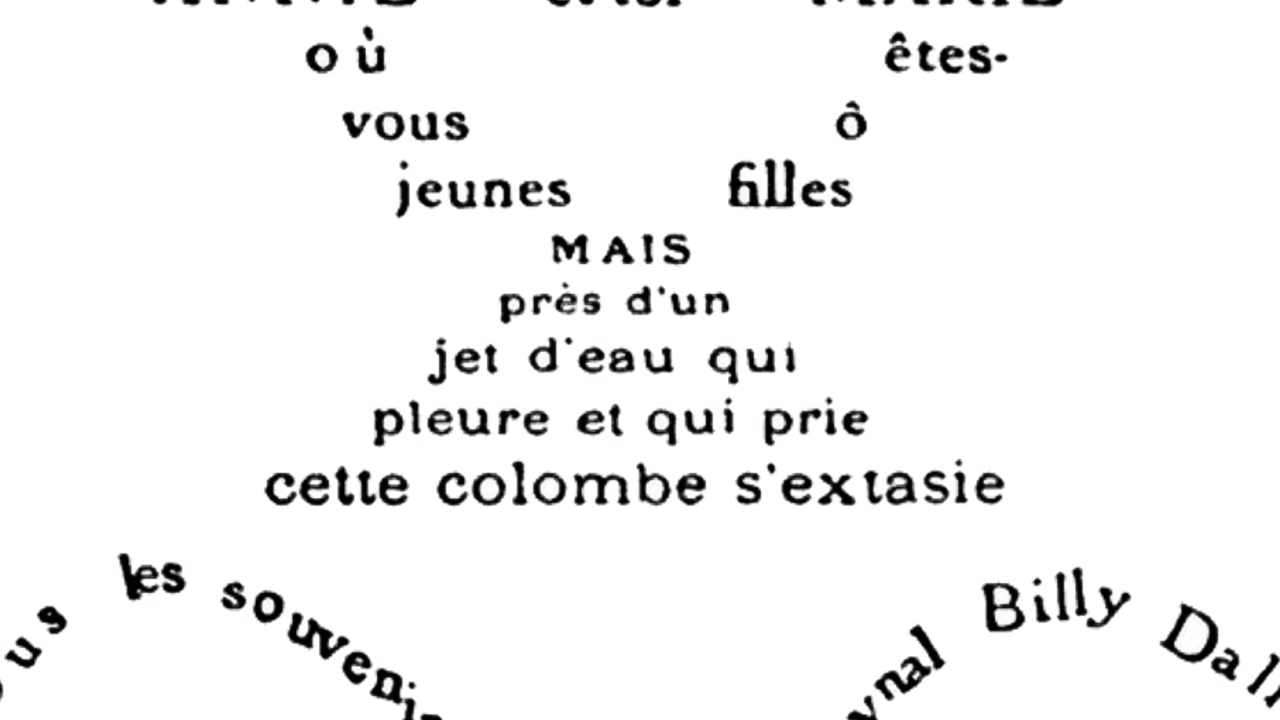 où êtes-
vous ô
jeunes filles
MAIS
près d'un
jet d'eau qui
pleure et qui prie
cette colombe s'extasie
les
Billy